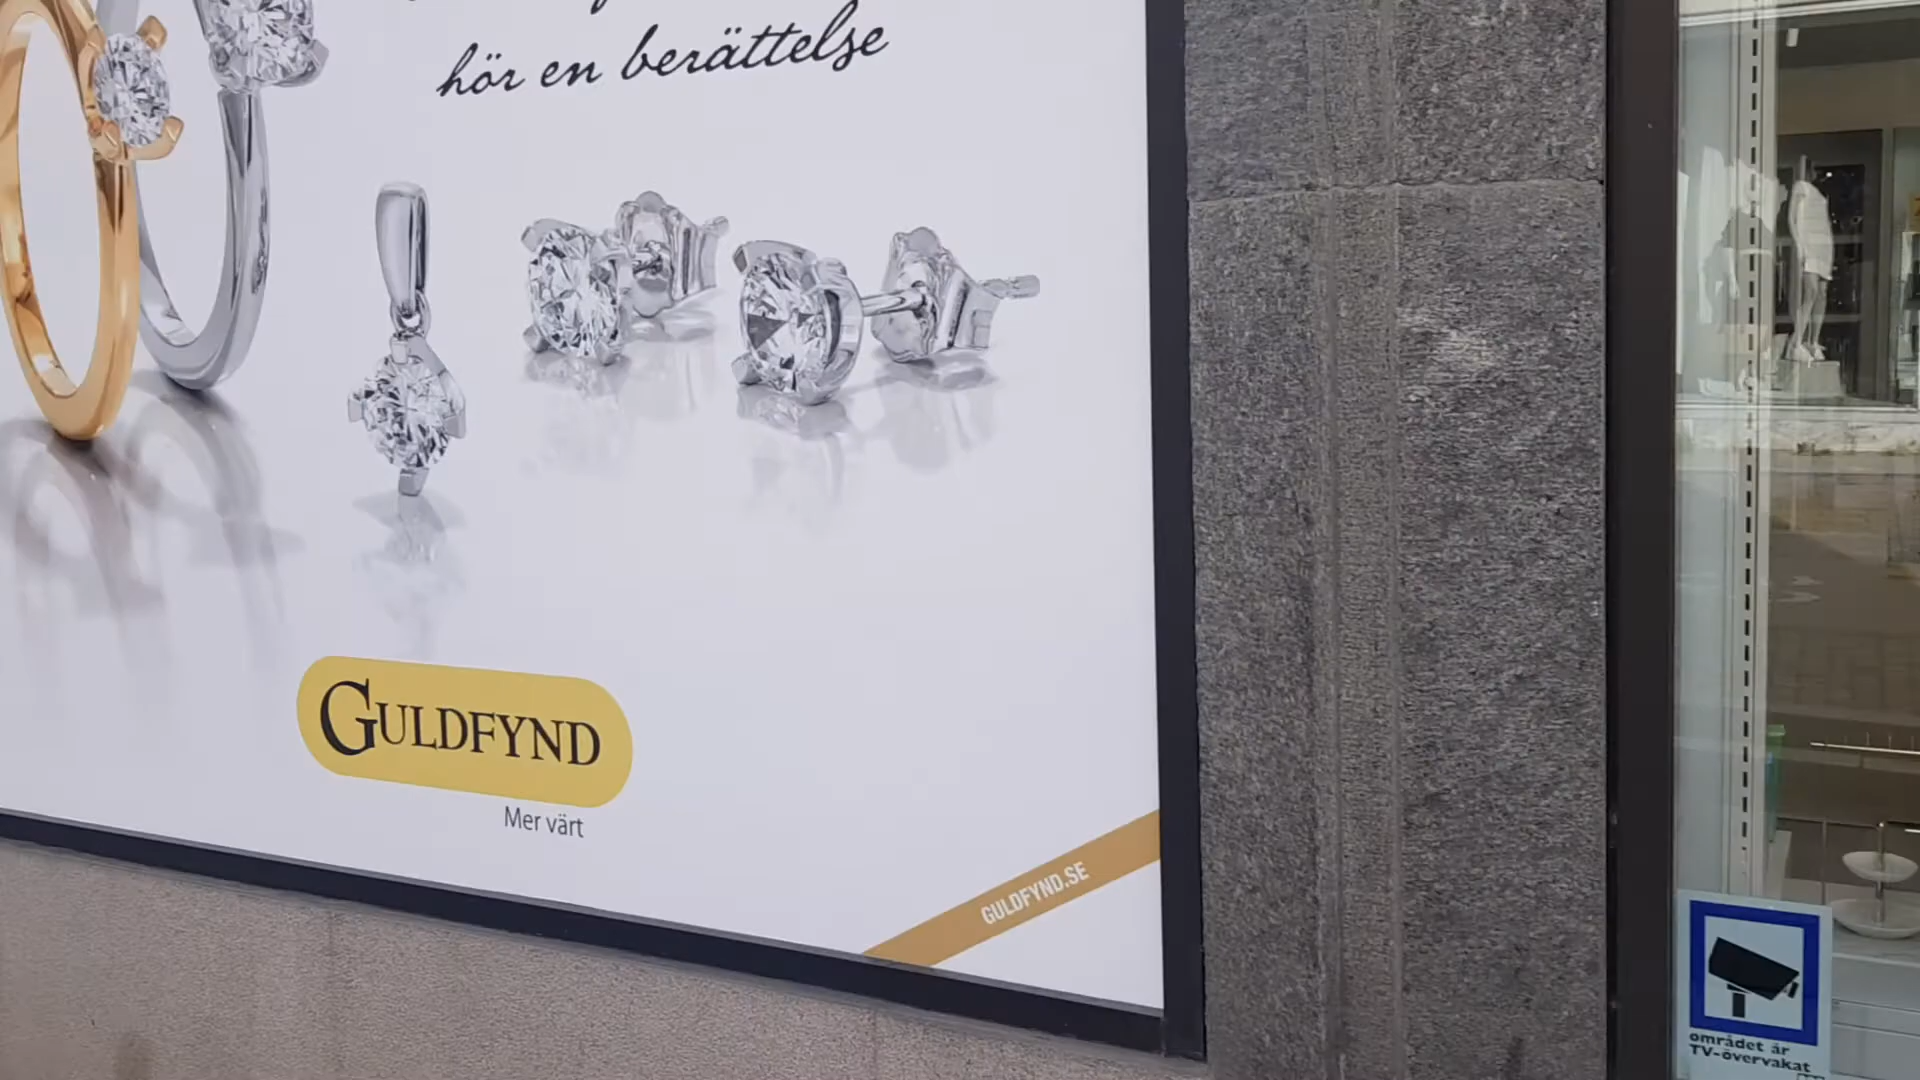 hör en berättelse
GULDFYND
Mer värt
GULDFYND.SE
området är
TV-övervakat